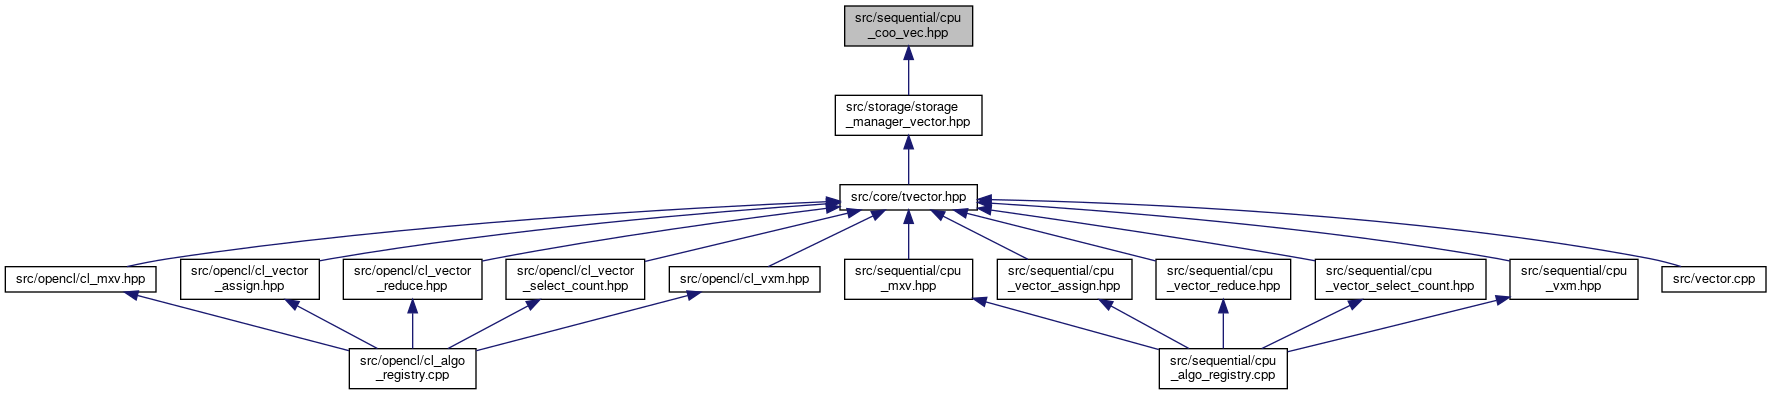 src/sequential/cpu
_coo_vec.hpp
src/storage/storage
_manager_vector.hpp
src/core/tvector.hpp
src/opencl/cl_mxv.hpp
src/opencl/cl_vector
_assign.hpp
src/opencl/cl_vector
_reduce.hpp
src/opencl/cl_vector
_select_count.hpp
src/opencl/cl_vxm.hpp
src/sequential/cpu
_mxv.hpp
src/sequential/cpu
_vector_assign.hpp
src/sequential/cpu
_vector_reduce.hpp
src/sequential/cpu
_vector_select_count.hpp
src/sequential/cpu
_vxm.hpp
src/vector.cpp
src/opencl/cl_algo
_registry.cpp
src/sequential/cpu
_algo_registry.cpp